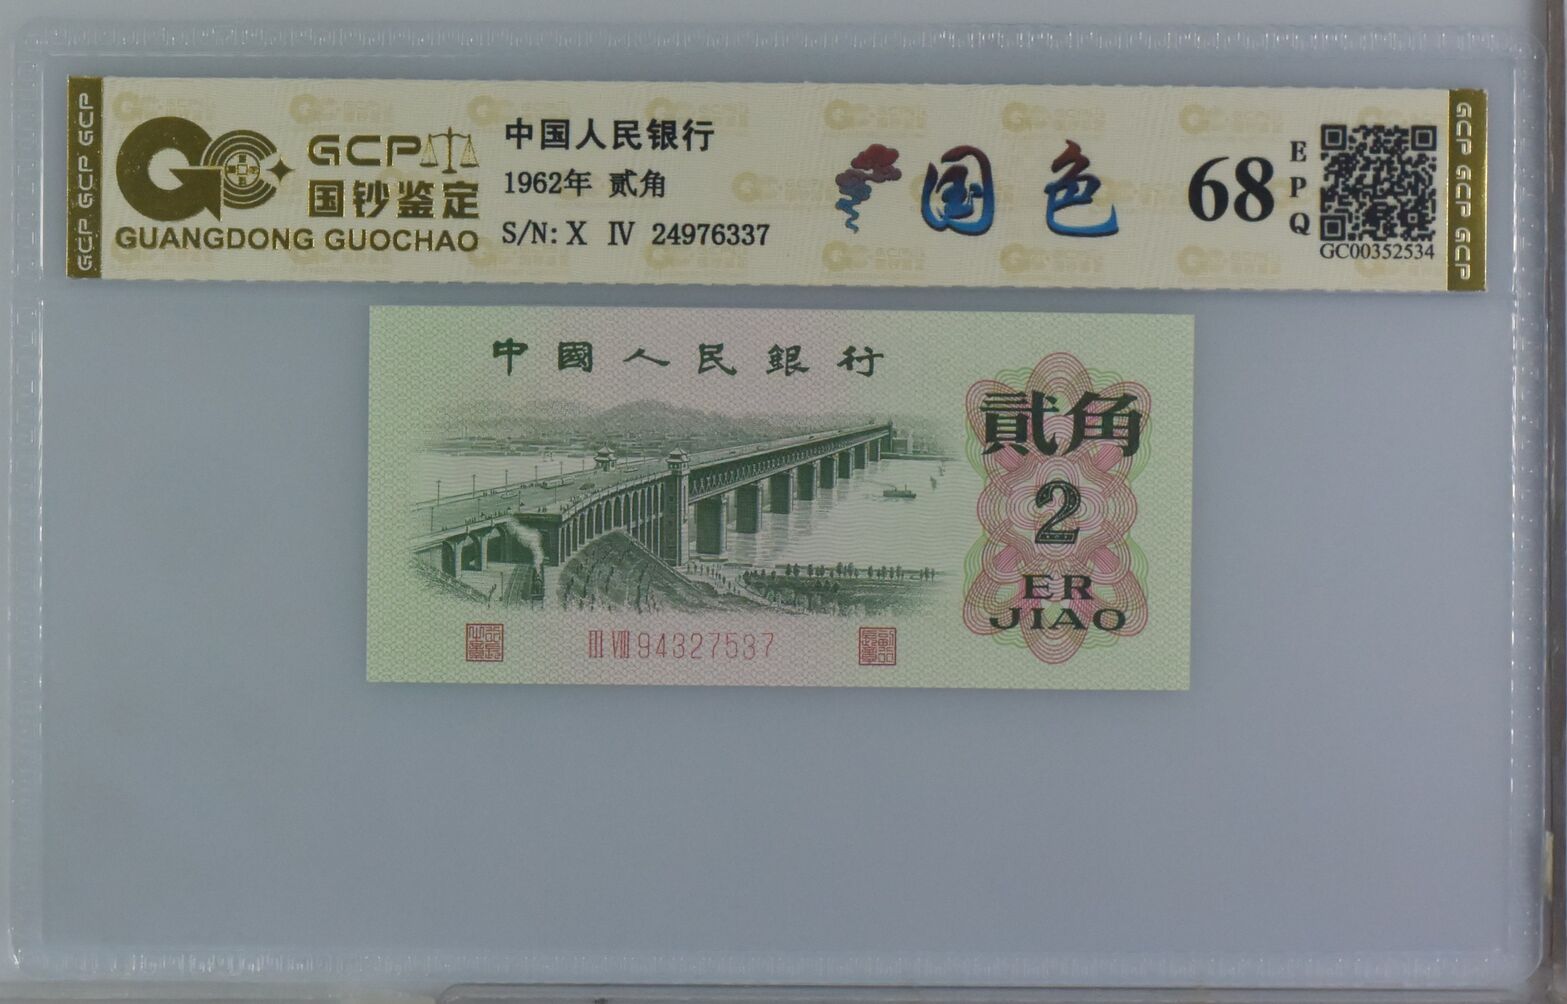 GCP GCP GCP
GCP
国钞鉴定
GUANGDONG GUOCHAO
中国人民银行
1962年 贰角
S/N: X IV 24976337
国色
68
EPQ
GC00352534
GCP GCP GCP
中國人民銀行
貳角
2
ER
JIAO
III VIII 94327537